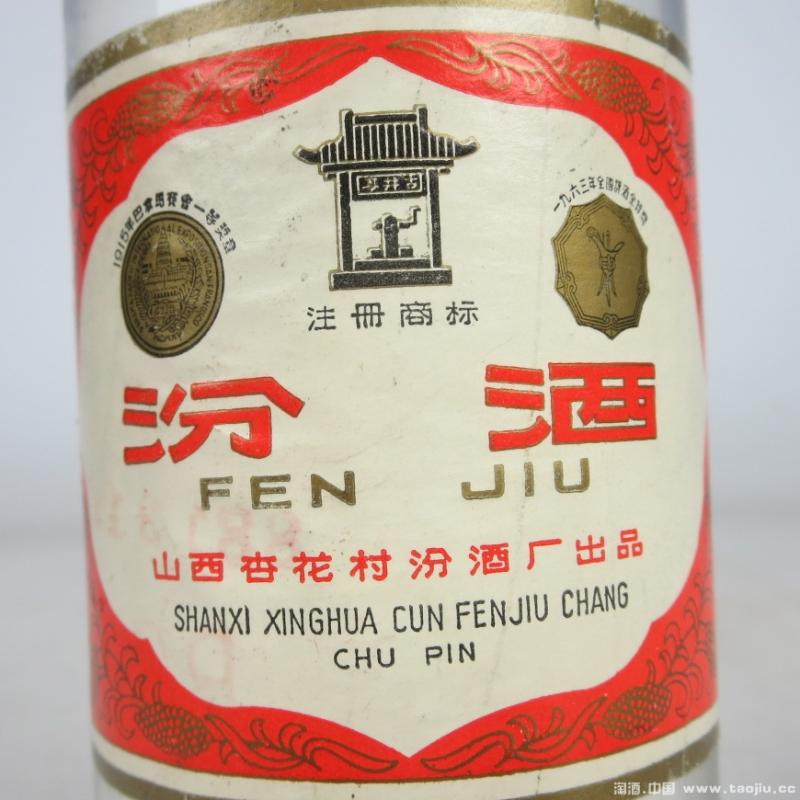 古井亭
1915年巴拿马赛会一等奖章
一九六三年全国评酒金质奖
注册商标
汾酒
FEN JIU
山西杏花村汾酒厂出品
SHANXI XINGHUA CUN FENJIU CHANG
CHU PIN
淘酒.中国 www.taojiu.cc